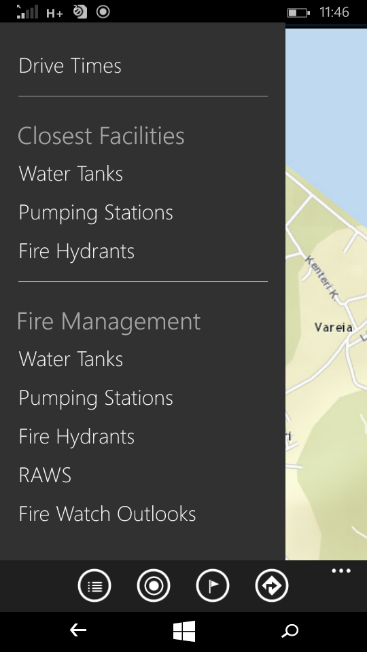 H+ 11:46
Drive Times
Closest Facilities
Water Tanks
Pumping Stations
Fire Hydrants
Kenteri K.
Vareia
Fire Management
Water Tanks
Pumping Stations
Fire Hydrants
RAWS
Fire Watch Outlooks